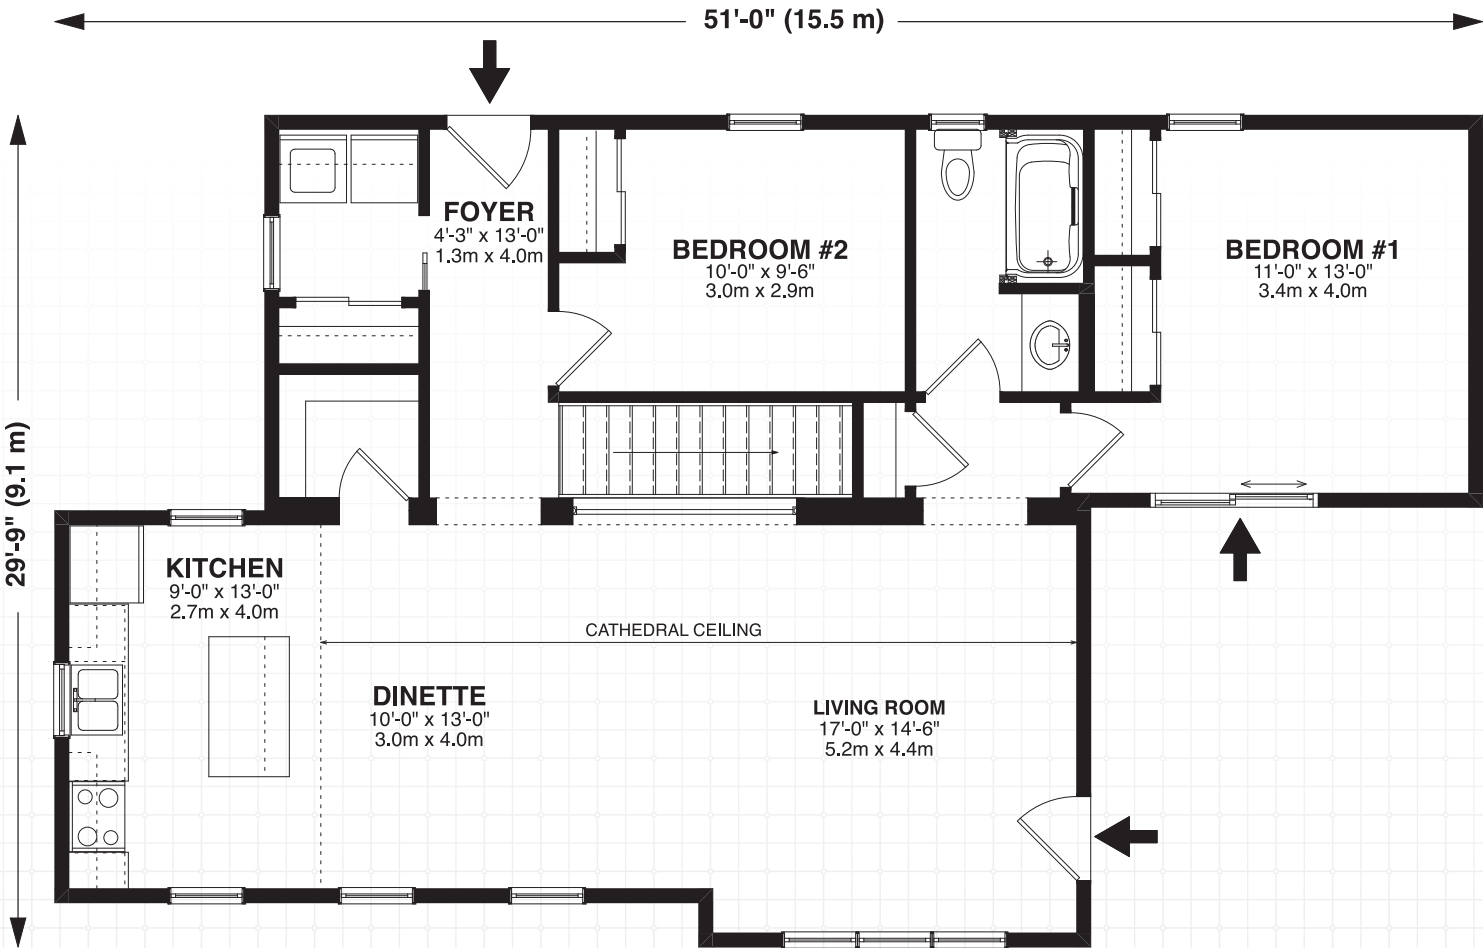 51'-0" (15.5 m)
29'-9" (9.1 m)
FOYER
4'-3" x 13'-0"
1.3m x 4.0m
BEDROOM #2
10'-0" x 9'-6"
3.0m x 2.9m
BEDROOM #1
11'-0" x 13'-0"
3.4m x 4.0m
KITCHEN
9'-0" x 13'-0"
2.7m x 4.0m
CATHEDRAL CEILING
DINETTE
10'-0" x 13'-0"
3.0m x 4.0m
LIVING ROOM
17'-0" x 14'-6"
5.2m x 4.4m